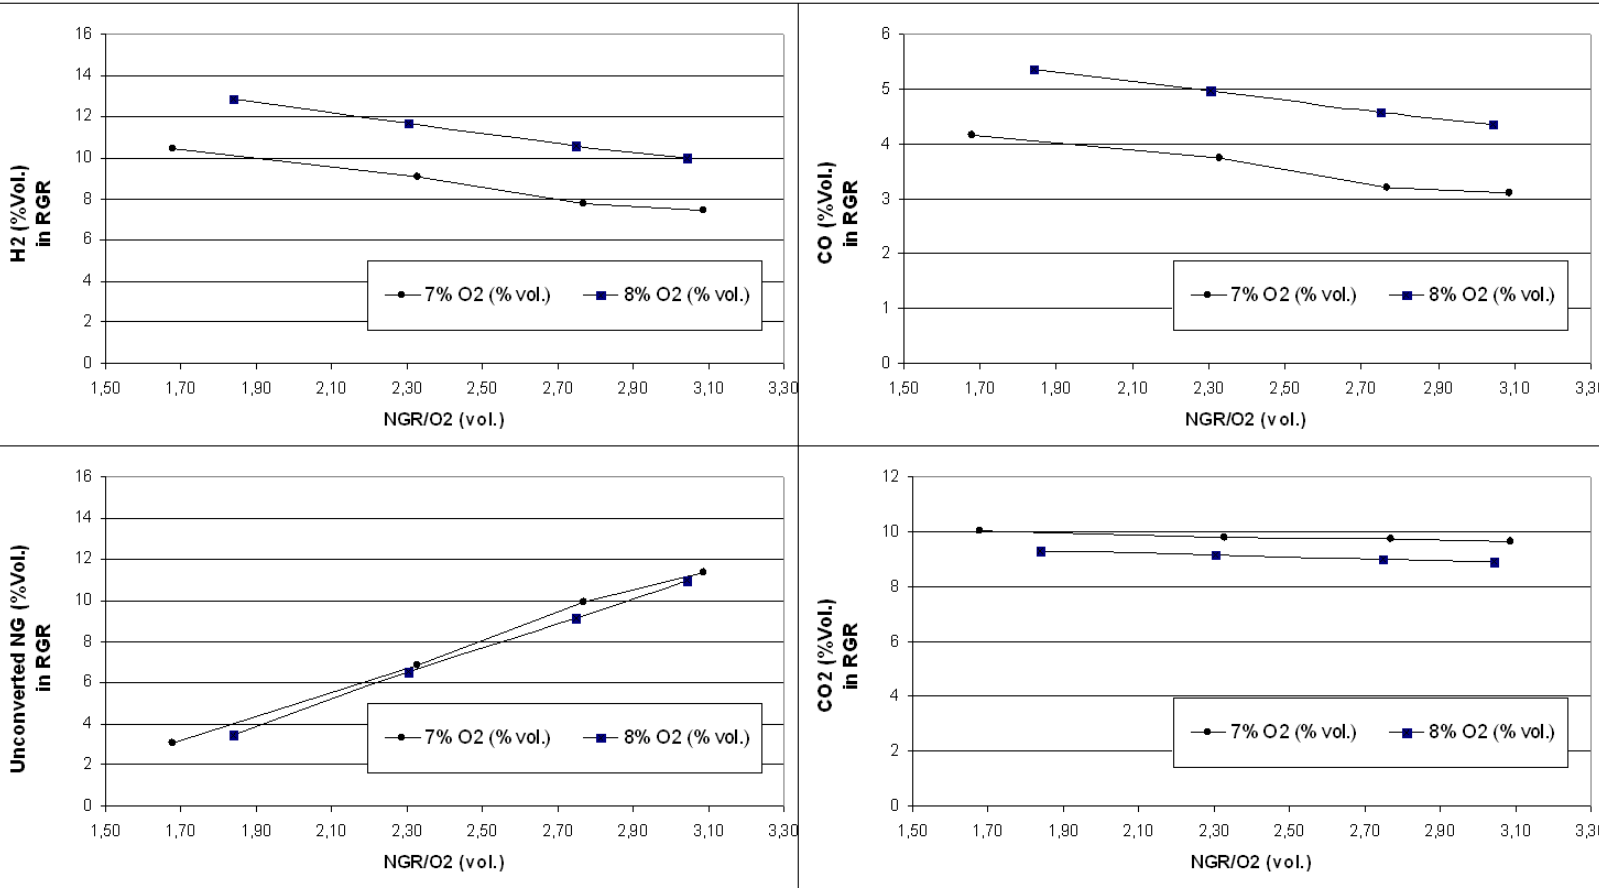 16
14
12
10
8
6
4
2
0
H2 (%Vol.)
in RGR
7% O2 (% vol.) 8% O2 (% vol.)
1,50 1,70 1,90 2,10 2,30 2,50 2,70 2,90 3,10 3,30
NGR/O2 (vol.)
6
5
4
3
2
1
0
CO (%Vol.)
in RGR
7% O2 (% vol.) 8% O2 (% vol.)
1,50 1,70 1,90 2,10 2,30 2,50 2,70 2,90 3,10 3,30
NGR/O2 (vol.)
16
14
12
10
8
6
4
2
0
Unconverted NG (%Vol.)
in RGR
7% O2 (% vol.) 8% O2 (% vol.)
1,50 1,70 1,90 2,10 2,30 2,50 2,70 2,90 3,10 3,30
NGR/O2 (vol.)
12
10
8
6
4
2
0
CO2 (%Vol.)
in RGR
7% O2 (% vol.) 8% O2 (% vol.)
1,50 1,70 1,90 2,10 2,30 2,50 2,70 2,90 3,10 3,30
NGR/O2 (vol.)